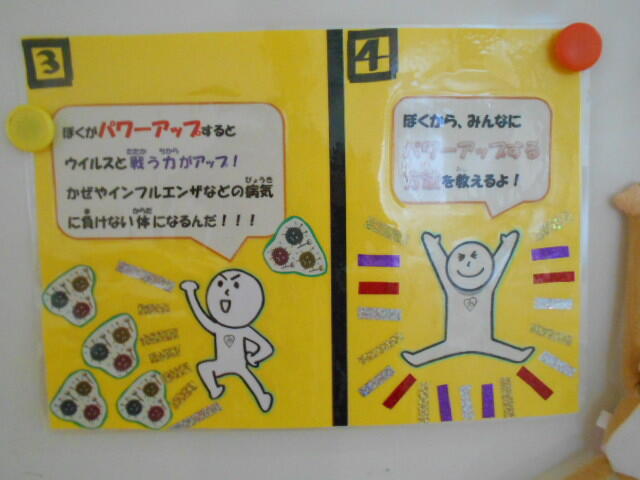 3
ぼくがパワーアップすると
ウイルスと戦う力がアップ！
かぜやインフルエンザなどの病気
に負けない体になるんだ！！！
4
ぼくから、みんなに
パワーアップする
方法を教えるよ！